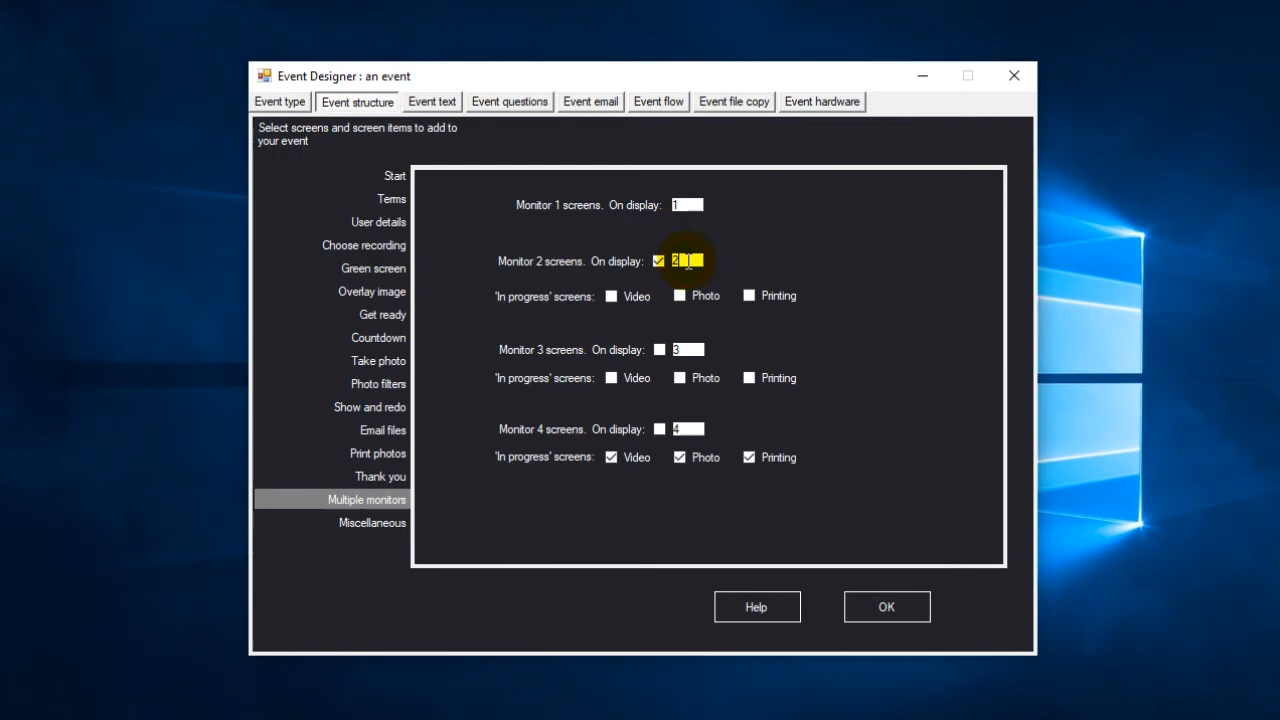 Event Designer : an event
Event type Event structure Event text Event questions Event email Event flow Event file copy Event hardware
Select screens and screen items to add to
your event
Start
Terms
User details
Choose recording
Green screen
Overlay image
Get ready
Countdown
Take photo
Photo filters
Show and redo
Email files
Print photos
Thank you
Multiple monitors
Miscellaneous
Monitor 1 screens. On display: 1
Monitor 2 screens. On display: 2
'In progress' screens: Video Photo Printing
Monitor 3 screens. On display: 3
'In progress' screens: Video Photo Printing
Monitor 4 screens. On display: 4
'In progress' screens: Video Photo Printing
Help OK